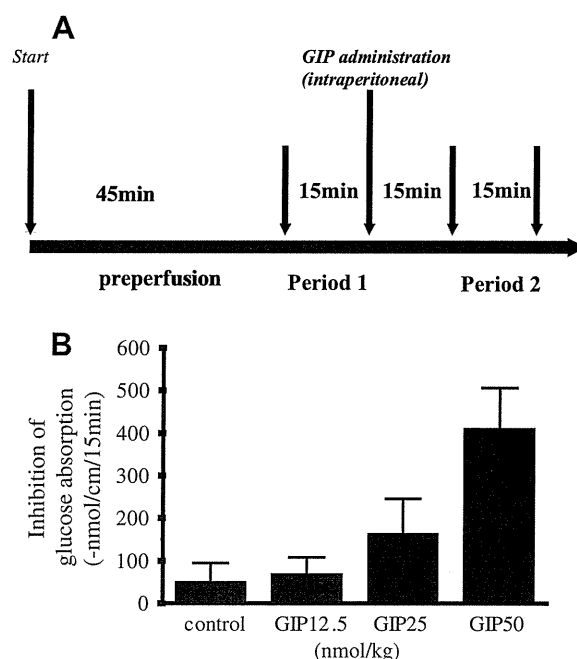 A
Start
GIP administration
(intraperitoneal)
45min
15min 15min 15min
preperfusion Period 1 Period 2
B
Inhibition of
glucose absorption
(-nmol/cm/15min)
600
500
400
300
200
100
0
control GIP12.5 GIP25 GIP50
(nmol/kg)